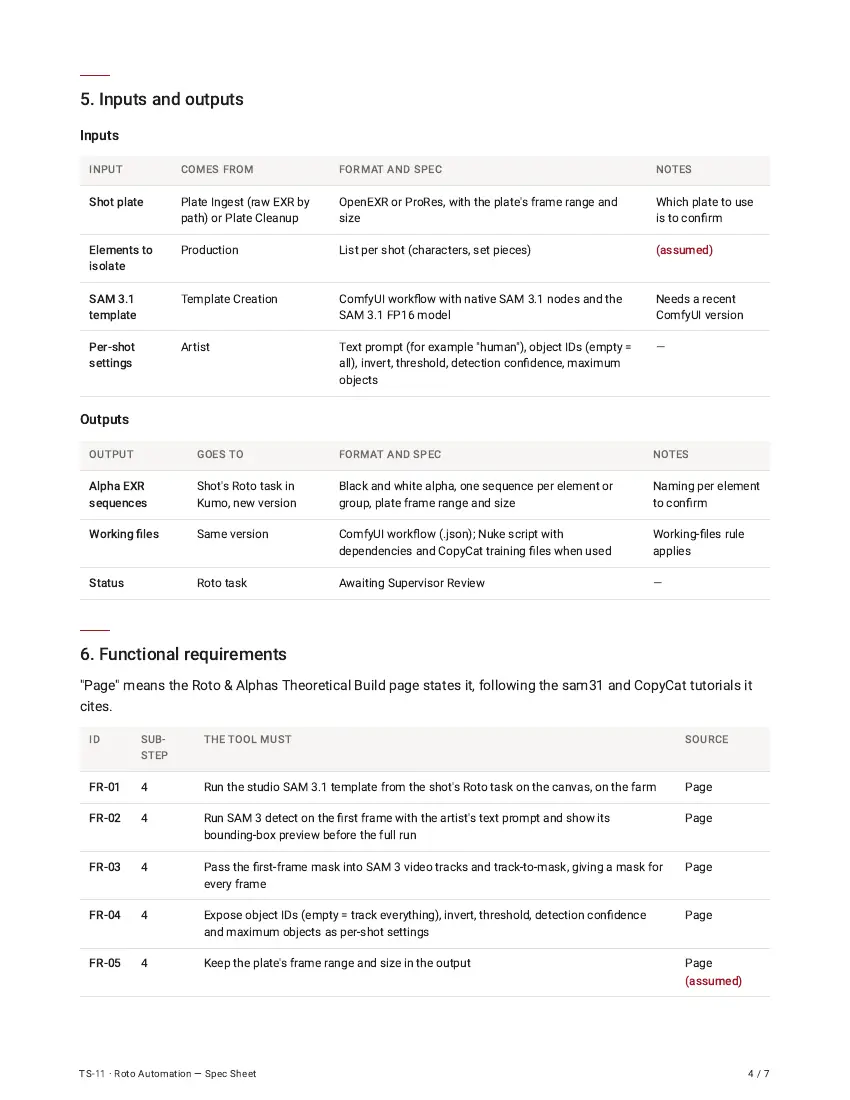 5. Inputs and outputs
Inputs
INPUT COMES FROM FORMAT AND SPEC NOTES
Shot plate Plate Ingest (raw EXR by OpenEXR or ProRes, with the plate's frame range and Which plate to use
path) or Plate Cleanup size is to confirm
Elements to Production List per shot (characters, set pieces) (assumed)
isolate
SAM 3.1 Template Creation ComfyUI workflow with native SAM 3.1 nodes and the Needs a recent
template SAM 3.1 FP16 model ComfyUI version
Per-shot Artist Text prompt (for example "human"), object IDs (empty = —
settings all), invert, threshold, detection confidence, maximum
objects
Outputs
OUTPUT GOES TO FORMAT AND SPEC NOTES
Alpha EXR Shot's Roto task in Black and white alpha, one sequence per element or Naming per element
sequences Kumo, new version group, plate frame range and size to confirm
Working files Same version ComfyUI workflow (.json); Nuke script with Working-files rule
dependencies and CopyCat training files when used applies
Status Roto task Awaiting Supervisor Review —
6. Functional requirements
"Page" means the Roto & Alphas Theoretical Build page states it, following the sam31 and CopyCat tutorials it
cites.
ID SUB- THE TOOL MUST SOURCE
STEP
FR-01 4 Run the studio SAM 3.1 template from the shot's Roto task on the canvas, on the farm Page
FR-02 4 Run SAM 3 detect on the first frame with the artist's text prompt and show its Page
bounding-box preview before the full run
FR-03 4 Pass the first-frame mask into SAM 3 video tracks and track-to-mask, giving a mask for Page
every frame
FR-04 4 Expose object IDs (empty = track everything), invert, threshold, detection confidence Page
and maximum objects as per-shot settings
FR-05 4 Keep the plate's frame range and size in the output Page
(assumed)
TS-11 · Roto Automation — Spec Sheet 4 / 7